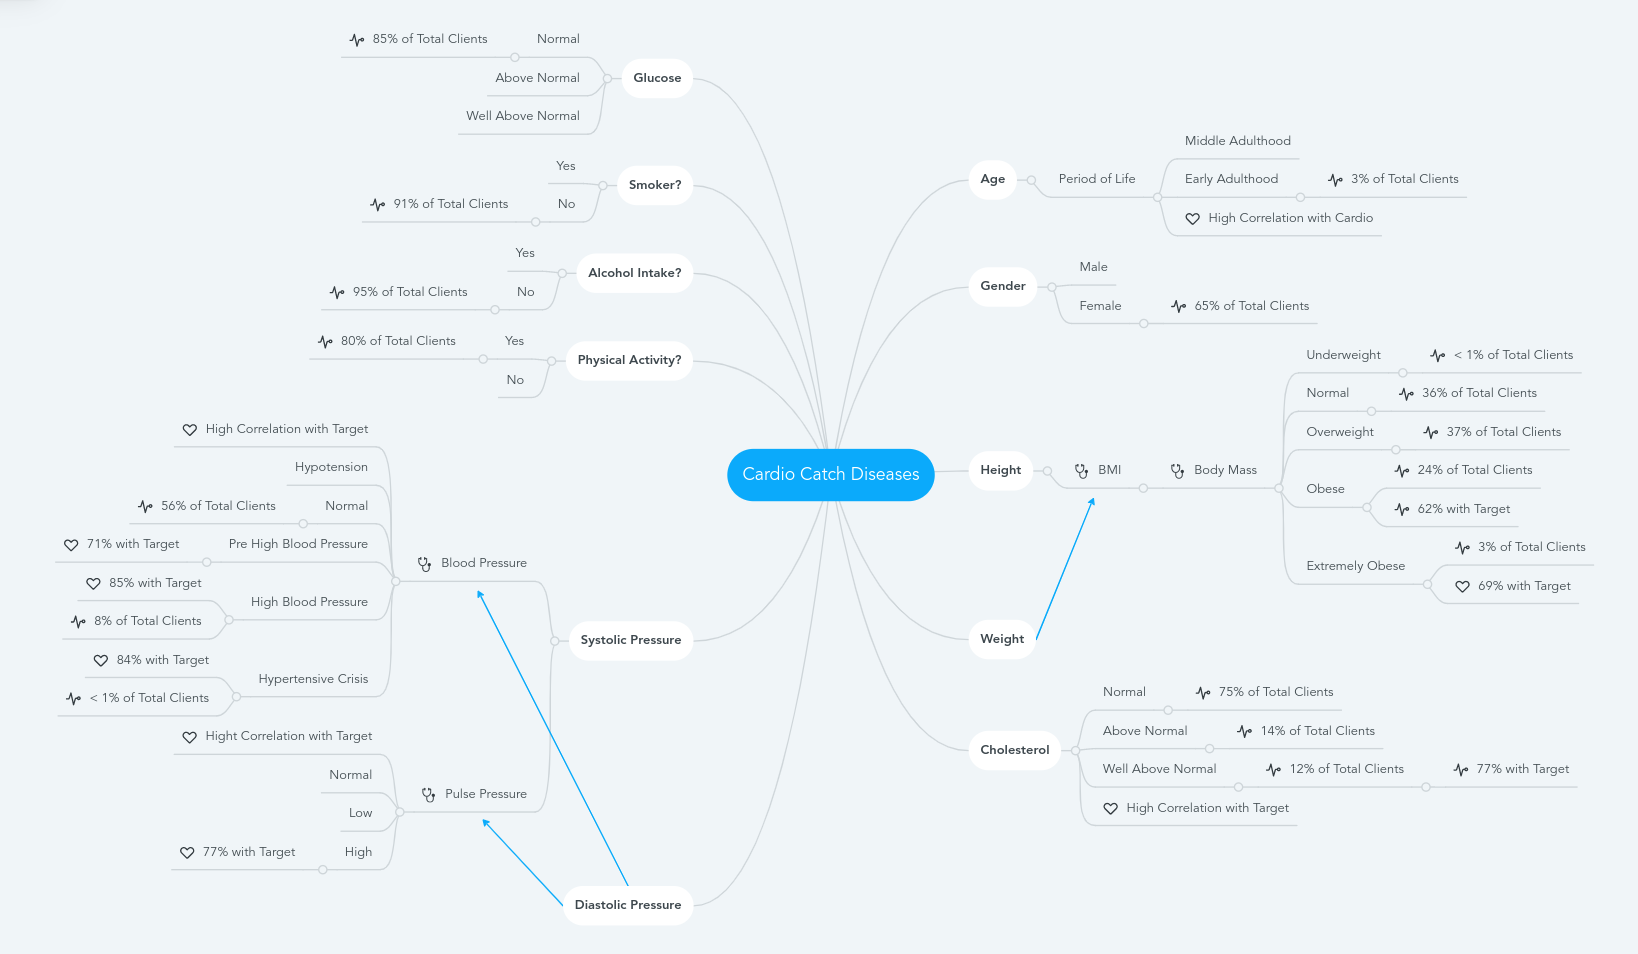 Cardio Catch Diseases
Glucose
Normal
85% of Total Clients
Above Normal
Well Above Normal
Smoker?
Yes
No
91% of Total Clients
Alcohol Intake?
Yes
No
95% of Total Clients
Physical Activity?
Yes
80% of Total Clients
No
Systolic Pressure
Blood Pressure
High Correlation with Target
Hypotension
Normal
56% of Total Clients
Pre High Blood Pressure
71% with Target
High Blood Pressure
85% with Target
8% of Total Clients
Hypertensive Crisis
84% with Target
< 1% of Total Clients
Pulse Pressure
Hight Correlation with Target
Normal
Low
High
77% with Target
Diastolic Pressure
Age
Period of Life
Middle Adulthood
Early Adulthood
3% of Total Clients
High Correlation with Cardio
Gender
Male
Female
65% of Total Clients
Height
BMI
Body Mass
Underweight
< 1% of Total Clients
Normal
36% of Total Clients
Overweight
37% of Total Clients
Obese
24% of Total Clients
62% with Target
Extremely Obese
3% of Total Clients
69% with Target
Weight
Cholesterol
Normal
75% of Total Clients
Above Normal
14% of Total Clients
Well Above Normal
12% of Total Clients
77% with Target
High Correlation with Target